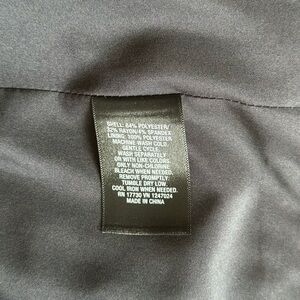 SHELL: 64% POLYESTER/
32% RAYON/4% SPANDEX
LINING: 100% POLYESTER
MACHINE WASH COLD.
GENTLE CYCLE.
WASH SEPARATELY
OR WITH LIKE COLORS.
ONLY NON-CHLORINE
BLEACH WHEN NEEDED.
REMOVE PROMPTLY.
TUMBLE DRY LOW.
COOL IRON WHEN NEEDED.
RN 17730 VN 1247024
MADE IN CHINA